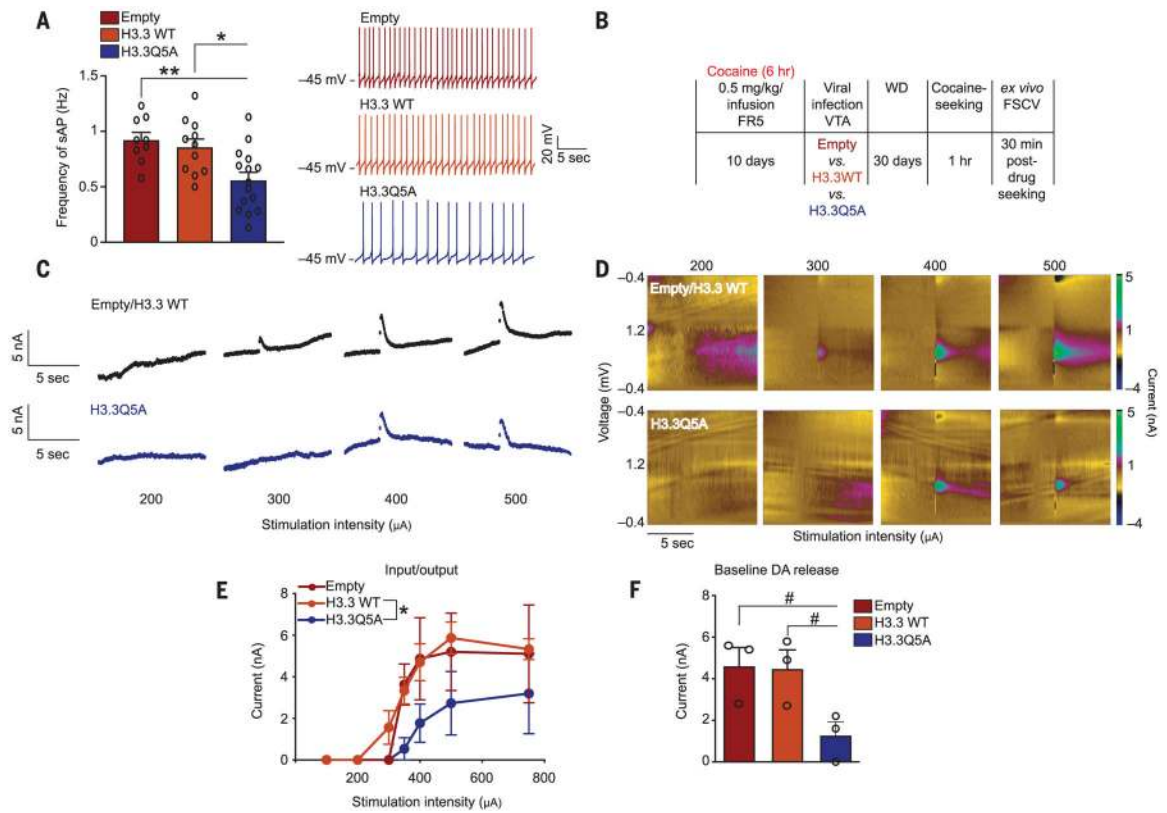 A
Empty
H3.3 WT
H3.3Q5A
*
**
1.5
1
0.5
0
Frequency of sAP (Hz)
Empty
–45 mV
H3.3 WT
–45 mV
20 mV
5 sec
H3.3Q5A
–45 mV
B
Cocaine (6 hr)
0.5 mg/kg/
infusion
FR5
Viral
infection
VTA
WD
Cocaine-
seeking
ex vivo
FSCV
10 days
Empty
vs.
H3.3WT
vs.
H3.3Q5A
30 days
1 hr
30 min
post-
drug
seeking
C
Empty/H3.3 WT
5 nA
5 sec
H3.3Q5A
5 nA
5 sec
200 300 400 500
Stimulation intensity (µA)
D
200 300 400 500
–0.4
Empty/H3.3 WT
1.2
–0.4
–0.4
H3.3Q5A
1.2
–0.4
Voltage (mV)
5
1
–4
5
1
–4
Current (nA)
5 sec
Stimulation intensity (µA)
E
Input/output
Empty
H3.3 WT
H3.3Q5A
*
8
6
4
2
0
Current (nA)
200 400 600 800
Stimulation intensity (µA)
F
Baseline DA release
#
#
Empty
H3.3 WT
H3.3Q5A
8
6
4
2
0
Current (nA)